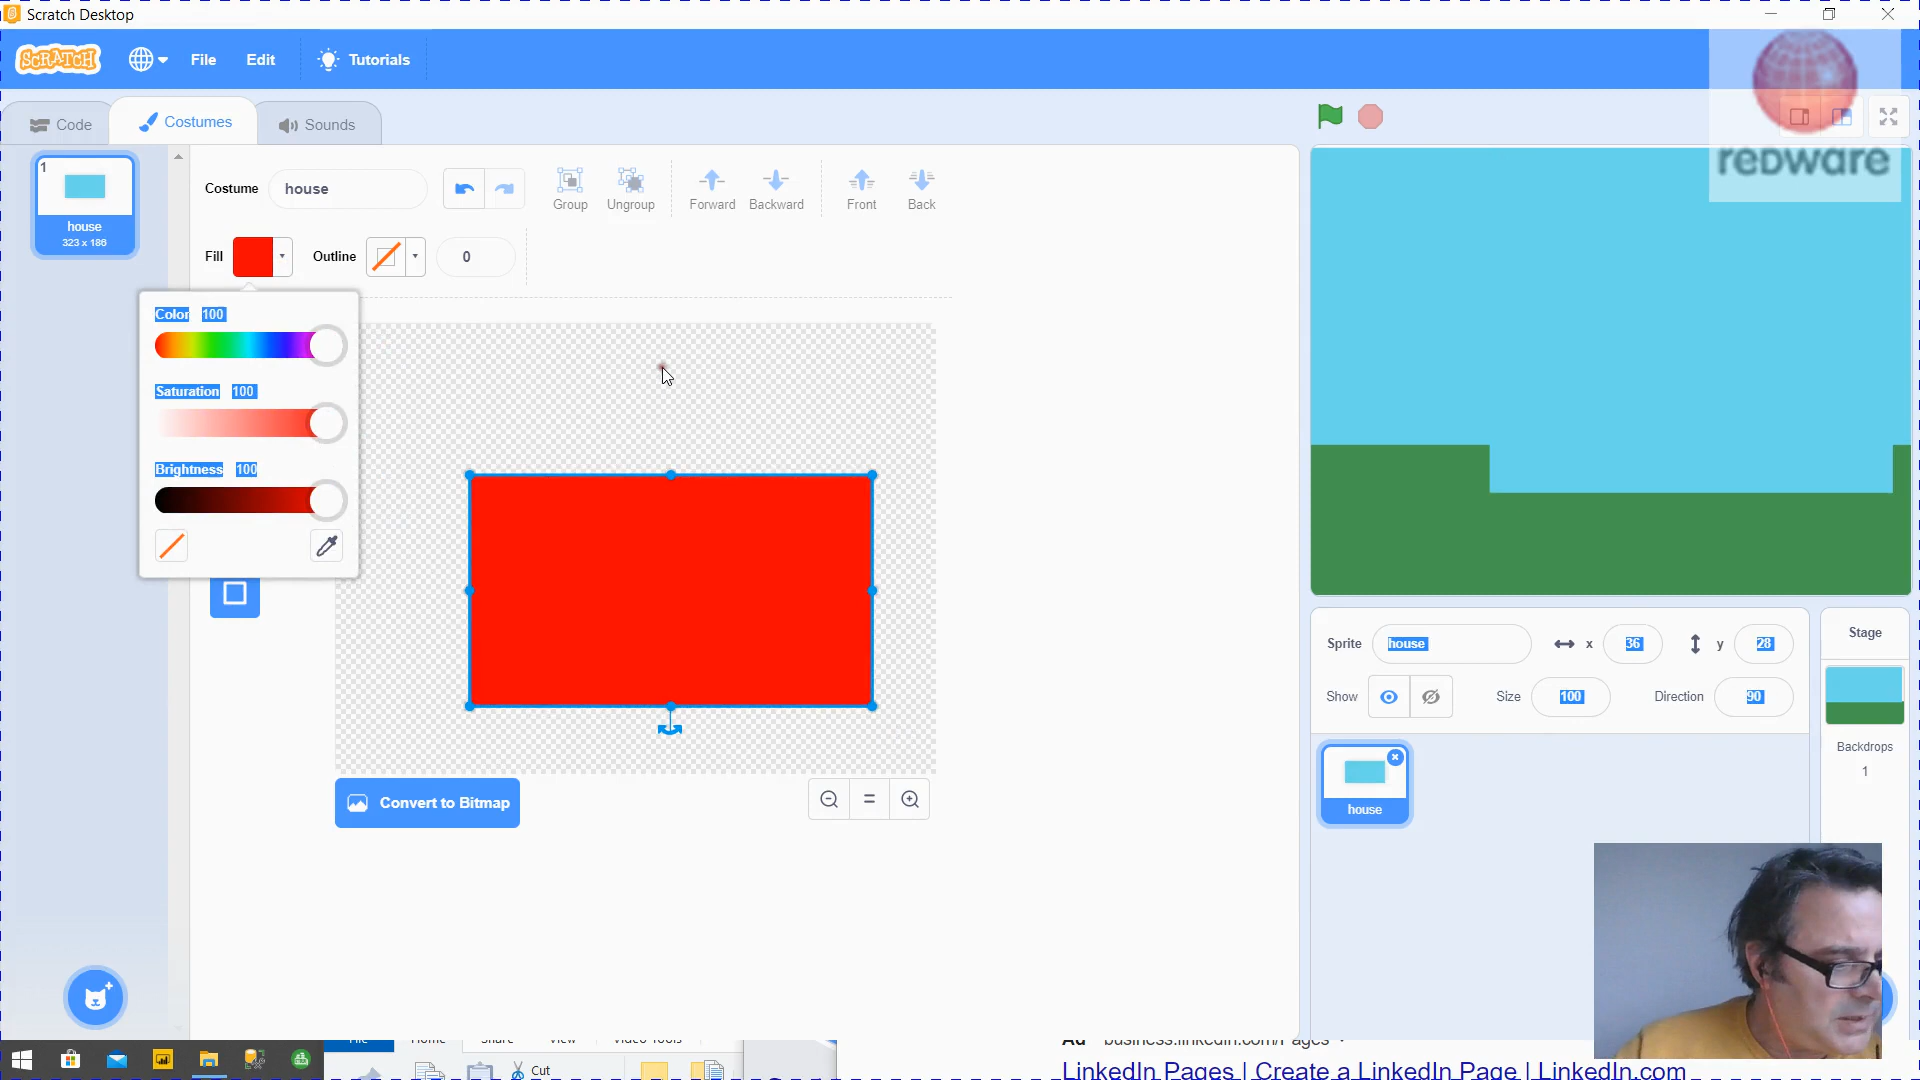 Scratch Desktop
SCRATCH
File
Edit
Tutorials
Code
Costumes
Sounds
redware
1
house
323 x 186
Costume
house
Group
Ungroup
Forward
Backward
Front
Back
Fill
Outline
0
Color 100
Saturation 100
Brightness 100
Convert to Bitmap
Sprite
house
x
36
y
28
Show
Size
100
Direction
90
house
Stage
Backdrops
1
Cut
LinkedIn Pages | Create a LinkedIn Page | LinkedIn.com